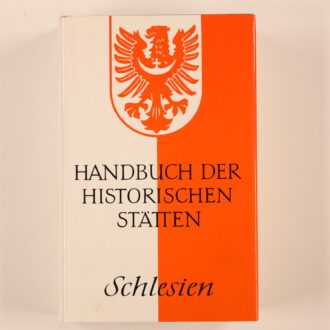 HANDBUCH DER
HISTORISCHEN
STÄTTEN
Schlesien